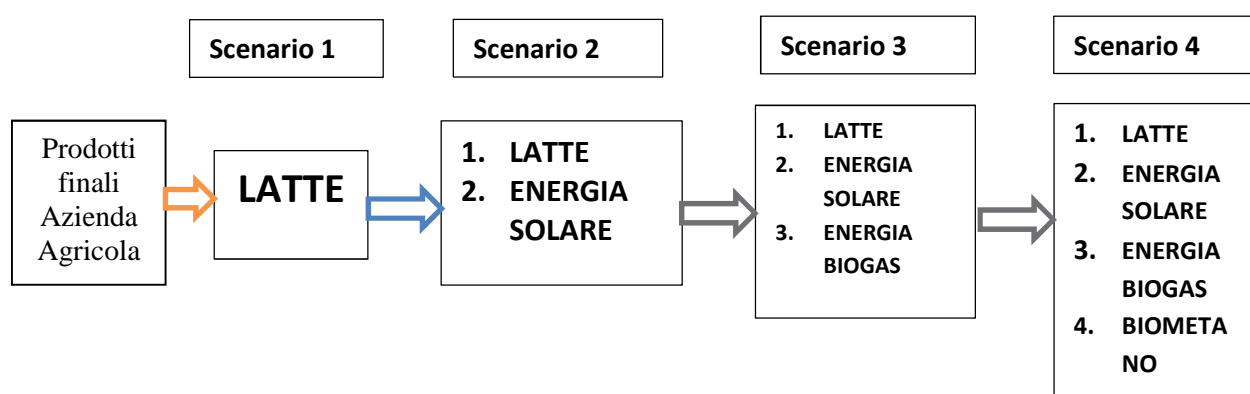 Scenario 1
Scenario 2
Scenario 3
Scenario 4
Prodotti
finali
Azienda
Agricola
LATTE
1. LATTE
2. ENERGIA
SOLARE
1. LATTE
2. ENERGIA
SOLARE
3. ENERGIA
BIOGAS
1. LATTE
2. ENERGIA
SOLARE
3. ENERGIA
BIOGAS
4. BIOMETA
NO